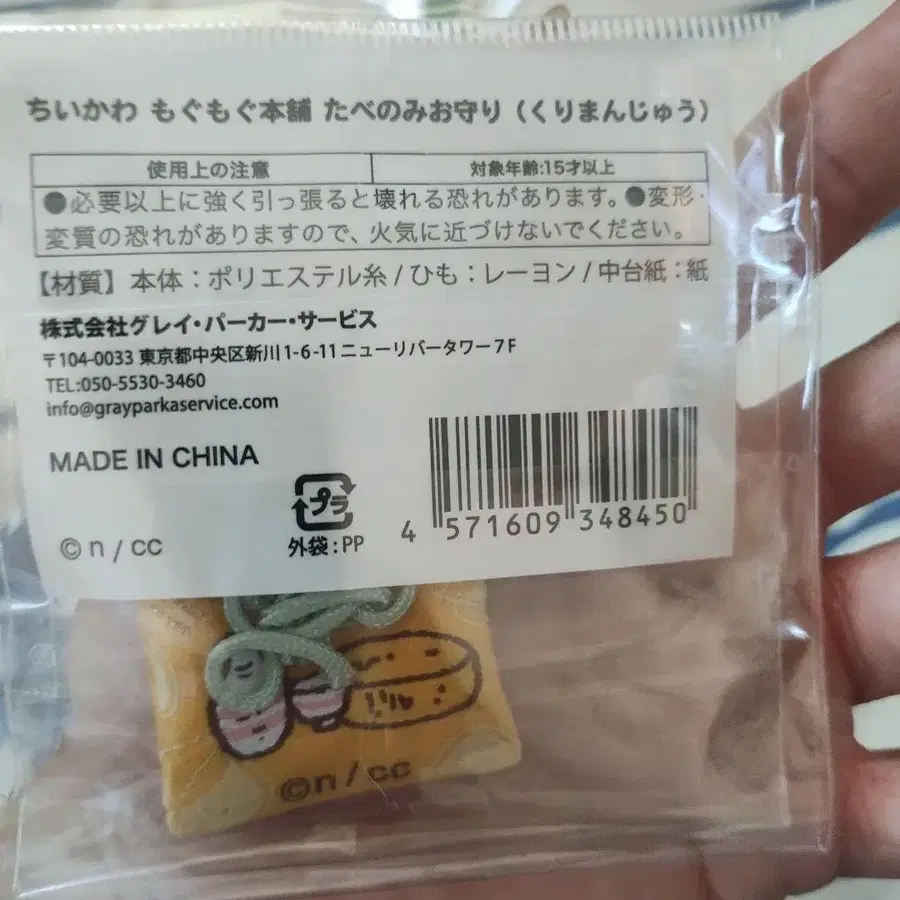 ちいかわ もぐもぐ本舗 たべのみお守り（くりまんじゅう）
使用上の注意 対象年齢:15才以上
●必要以上に強く引っ張ると壊れる恐れがあります。●変形・
変質の恐れがありますので、火気に近づけないでください。
【材質】本体：ポリエステル糸/ひも：レーヨン/中台紙：紙
株式会社グレイ・パーカー・サービス
〒104-0033 東京都中央区新川1-6-11ニューリバータワー7F
TEL:050-5530-3460
info@grayparkaservice.com
MADE IN CHINA
プラ
外袋：PP
4 571609 348450
©n / cc
©n / cc